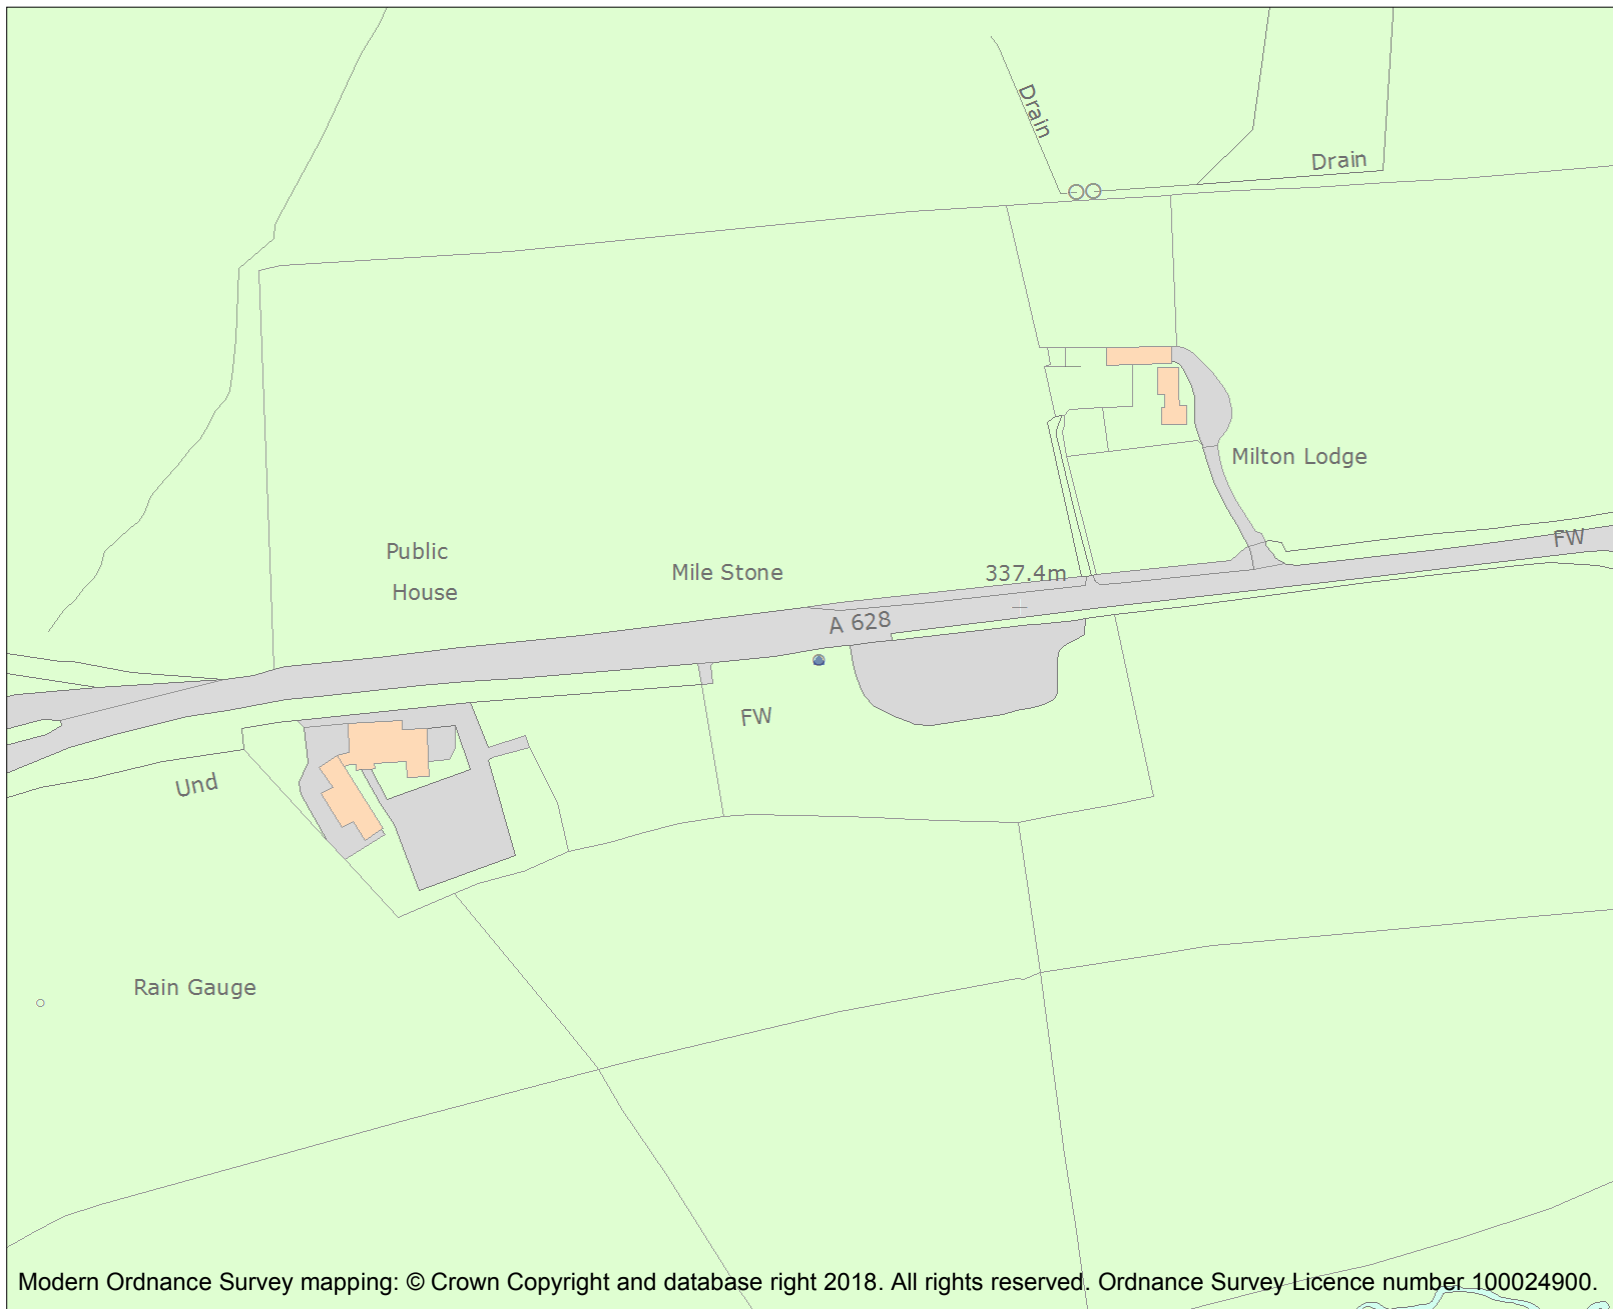 Drain
Drain
Milton Lodge
FW
Public
House
Mile Stone
337.4m
A 628
FW
Und
Rain Gauge
Modern Ordnance Survey mapping: © Crown Copyright and database right 2018. All rights reserved. Ordnance Survey Licence number 100024900.